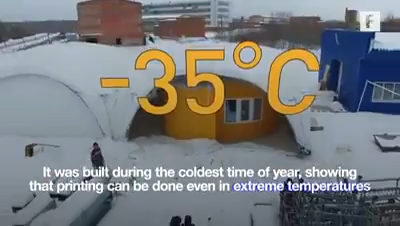 -35°C
It was built during the coldest time of year, showing
that printing can be done even in extreme temperatures